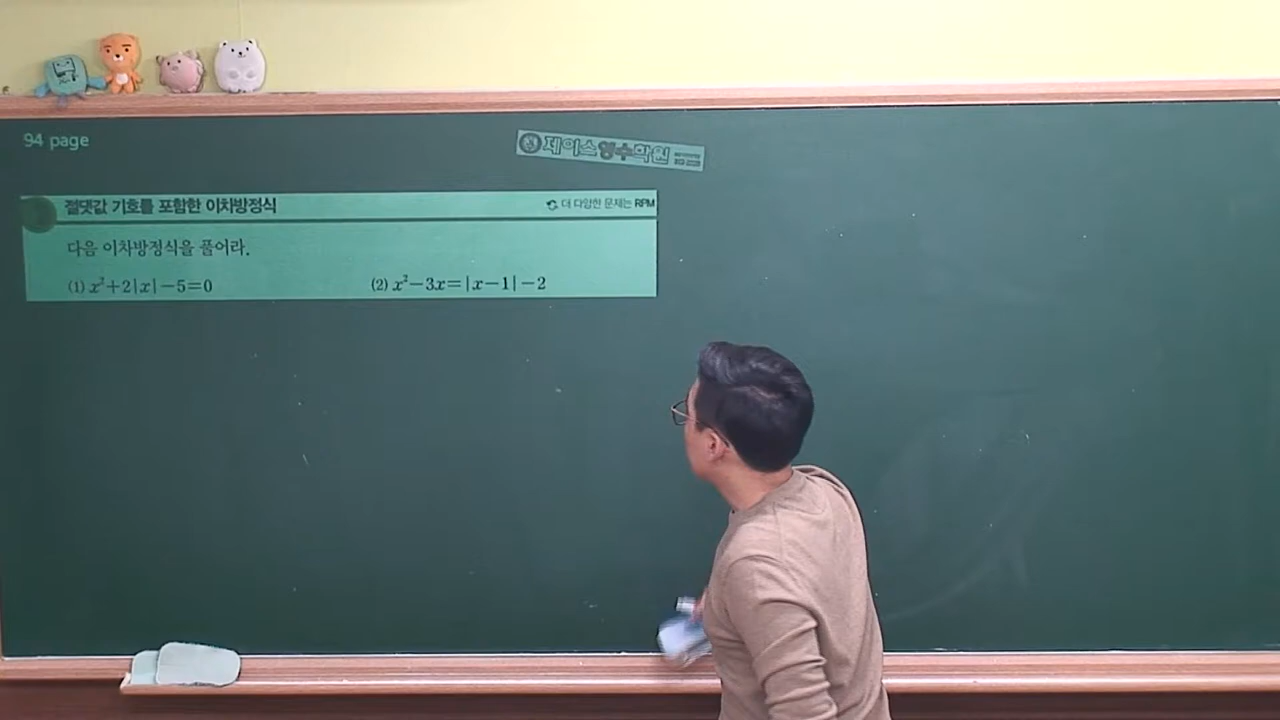 94 page
제이스영수학원
절댓값 기호를 포함한 이차방정식
더 다양한 문제는 RPM
다음 이차방정식을 풀어라.
(1) x²+2|x|-5=0
(2) x²-3x=|x-1|-2